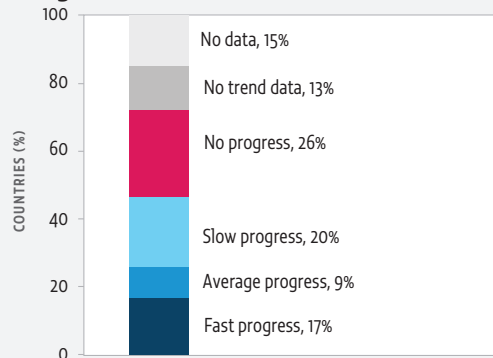 100
80
60
40
20
0
COUNTRIES (%)
No data, 15%
No trend data, 13%
No progress, 26%
Slow progress, 20%
Average progress, 9%
Fast progress, 17%